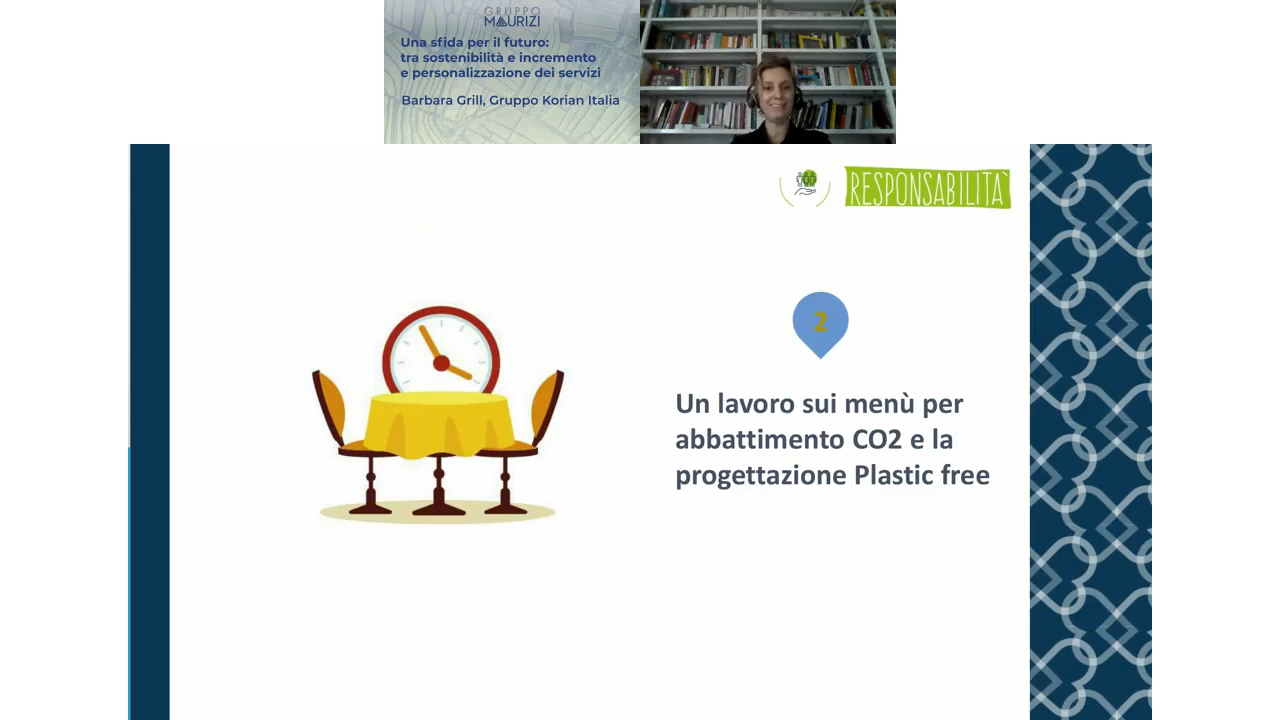 GRUPPO
MAURIZI
Una sfida per il futuro:
tra sostenibilità e incremento
e personalizzazione dei servizi
Barbara Grill, Gruppo Korian Italia
RESPONSABILITÀ
2
Un lavoro sui menù per
abbattimento CO2 e la
progettazione Plastic free